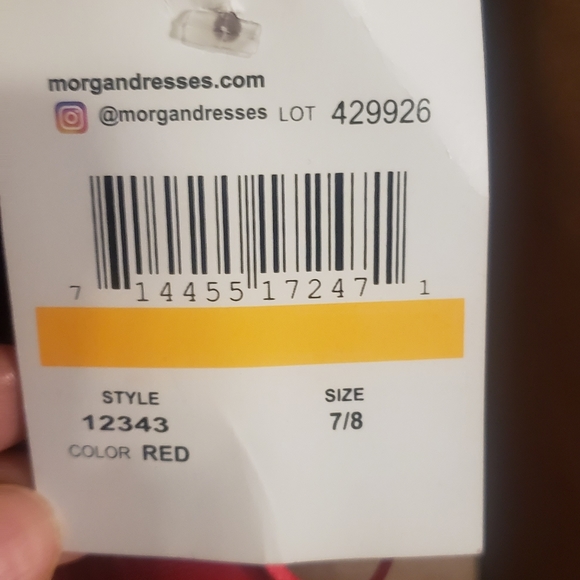 morgandresses.com
@morgandresses LOT 429926
7 14455 17247 1
STYLE
12343
SIZE
7/8
COLOR RED